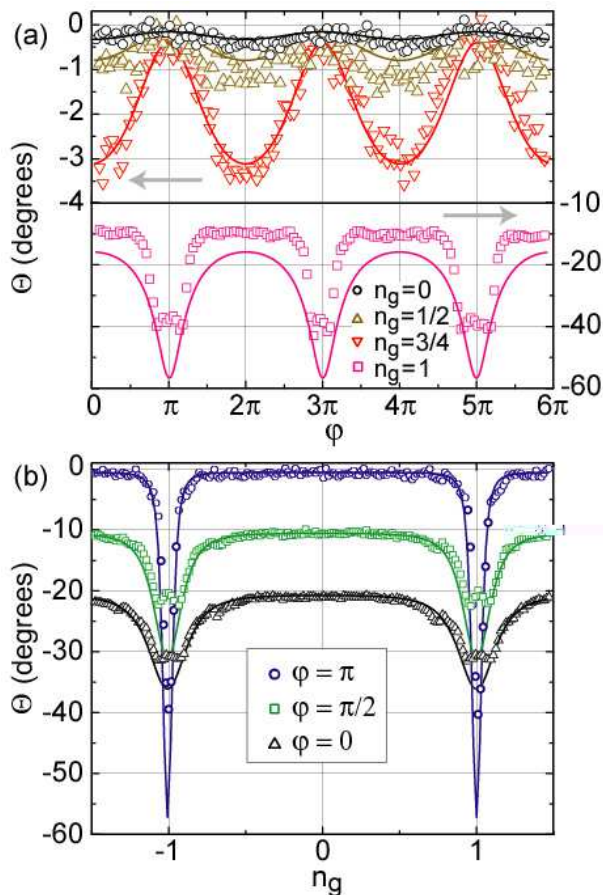 (a)
0
-1
-2
-3
-4
-10
-20
-40
-60
Θ (degrees)
n_g=0
n_g=1/2
n_g=3/4
n_g=1
0 π 2π 3π 4π 5π 6π
φ
(b)
0
-10
-20
-30
-40
-50
-60
Θ (degrees)
φ = π
φ = π/2
φ = 0
-1 0 1
n_g